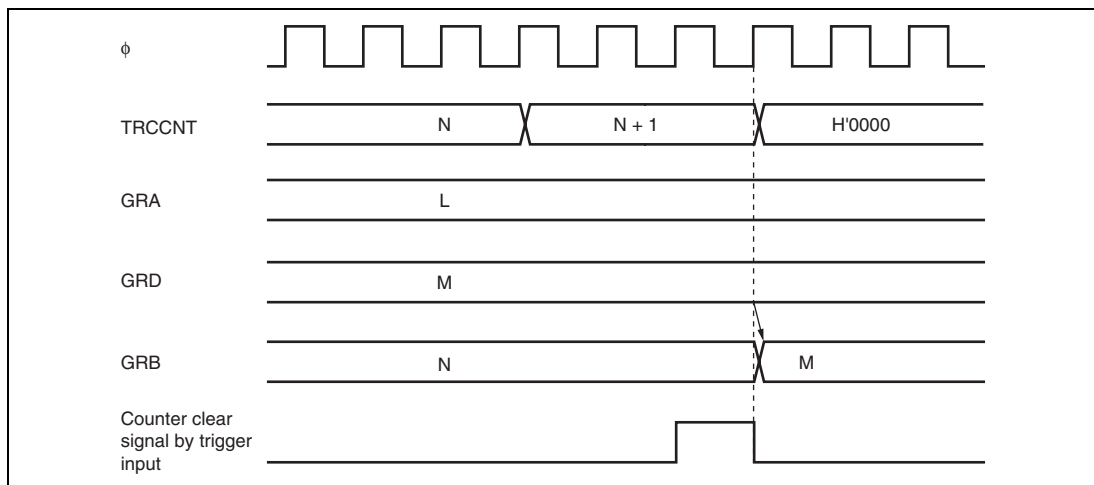 ϕ
TRCCNT N N + 1 H'0000
GRA L
GRD M
GRB N M
Counter clear
signal by trigger
input